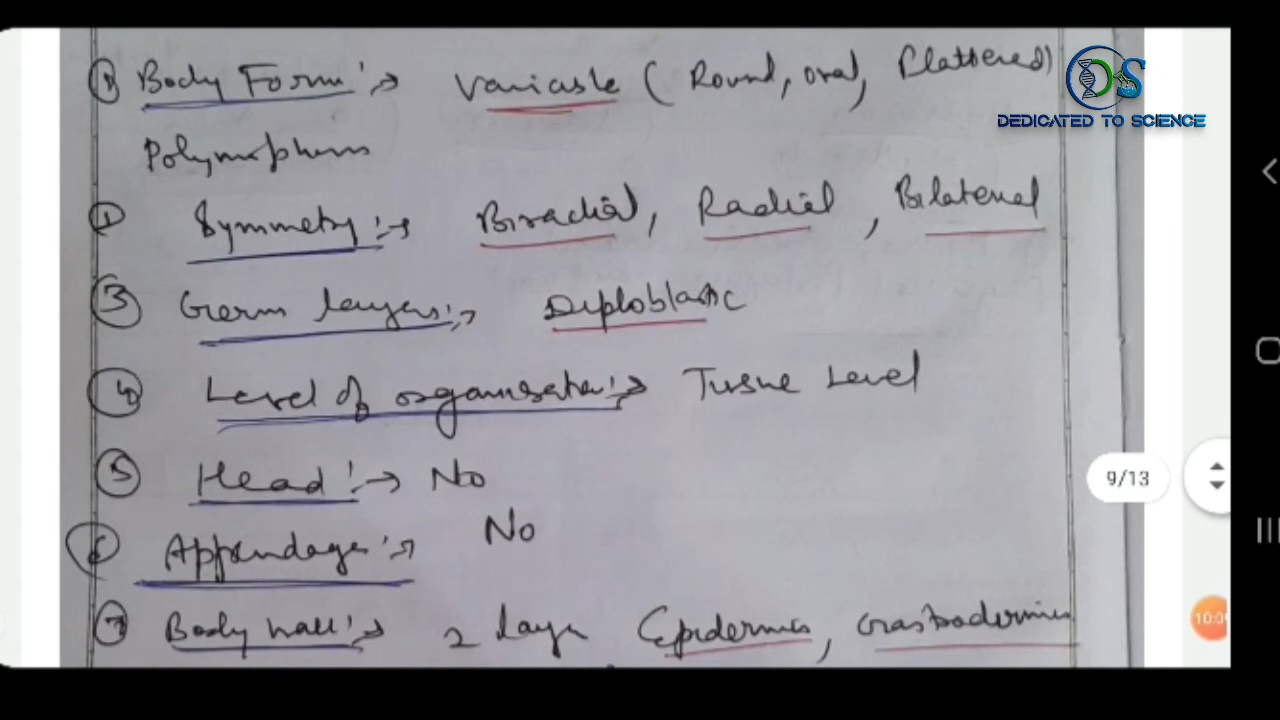 ① Body Form :→ Variable ( Round, oval, Flattened)
DS
DEDICATED TO SCIENCE
Polymorphism
② Symmetry :→ Biradial, Radial, Bilateral
③ Germ layers :→ Diploblastic
④ Level of organisation :→ Tissue Level
9/13
⑤ Head :→ No
⑥ Appendage :→ No
⑦ Body wall :→ 2 layer Epidermis, Gastrodermis